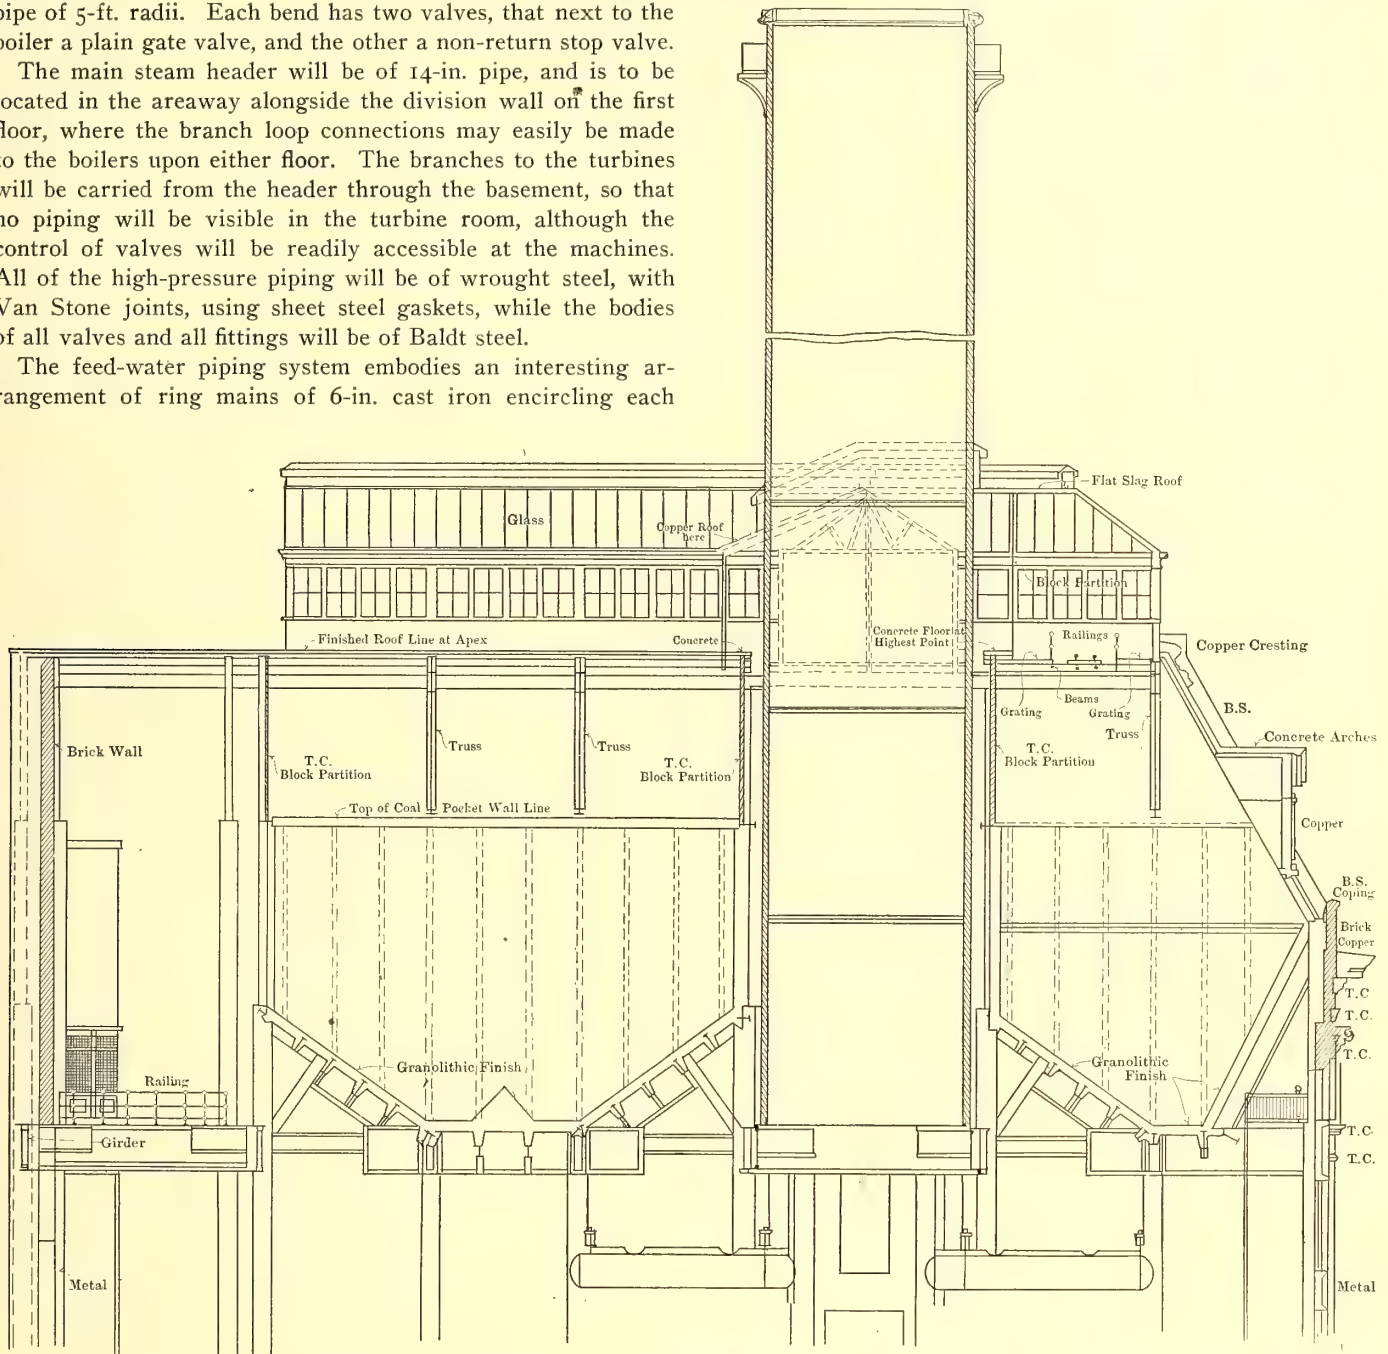 pipe of 5-ft. radii. Each bend has two valves, that next to the
boiler a plain gate valve, and the other a non-return stop valve.
The main steam header will be of 14-in. pipe, and is to be
located in the areaway alongside the division wall on the first
floor, where the branch loop connections may easily be made
to the boilers upon either floor. The branches to the turbines
will be carried from the header through the basement, so that
no piping will be visible in the turbine room, although the
control of valves will be readily accessible at the machines.
All of the high-pressure piping will be of wrought steel, with
Van Stone joints, using sheet steel gaskets, while the bodies
of all valves and all fittings will be of Baldt steel.
The feed-water piping system embodies an interesting ar-
rangement of ring mains of 6-in. cast iron encircling each
Flat Slag Roof
Glass
Copper Roof
here
Block Partition
Finished Roof Line at Apex
Concrete
Concrete Floor at
Highest Point
Railings
Copper Cresting
Beams
Grating
Grating
B.S.
Truss
Concrete Arches
Brick Wall
Truss
Truss
T.C.
Block Partition
T.C.
Block Partition
T.C.
Block Partition
Top of Coal Pocket Wall Line
Copper
B.S.
Coping
Brick
Copper
T.C
T.C.
T.C.
Granolithic Finish
Granolithic
Finish
Railing
Girder
T.C.
T.C.
Metal
Metal